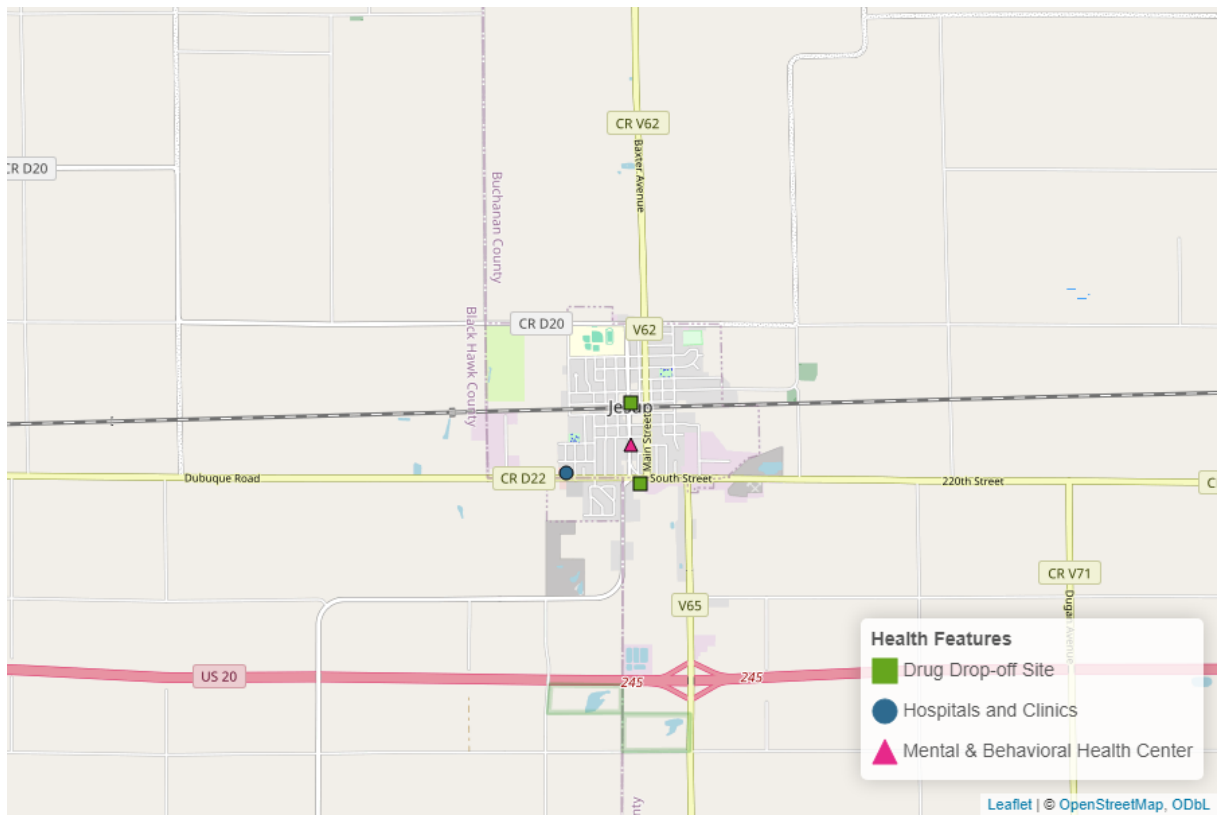 CR V62
Baxter Avenue
CR D20
Buchanan County
Black Hawk County
CR D20
V62
Jesup
Main Street
CR D22
Dubuque Road
South Street
220th Street
CR V71
Dugan Avenue
V65
US 20
245
245
Health Features
Drug Drop-off Site
Hospitals and Clinics
Mental & Behavioral Health Center
Leaflet | © OpenStreetMap, ODbL